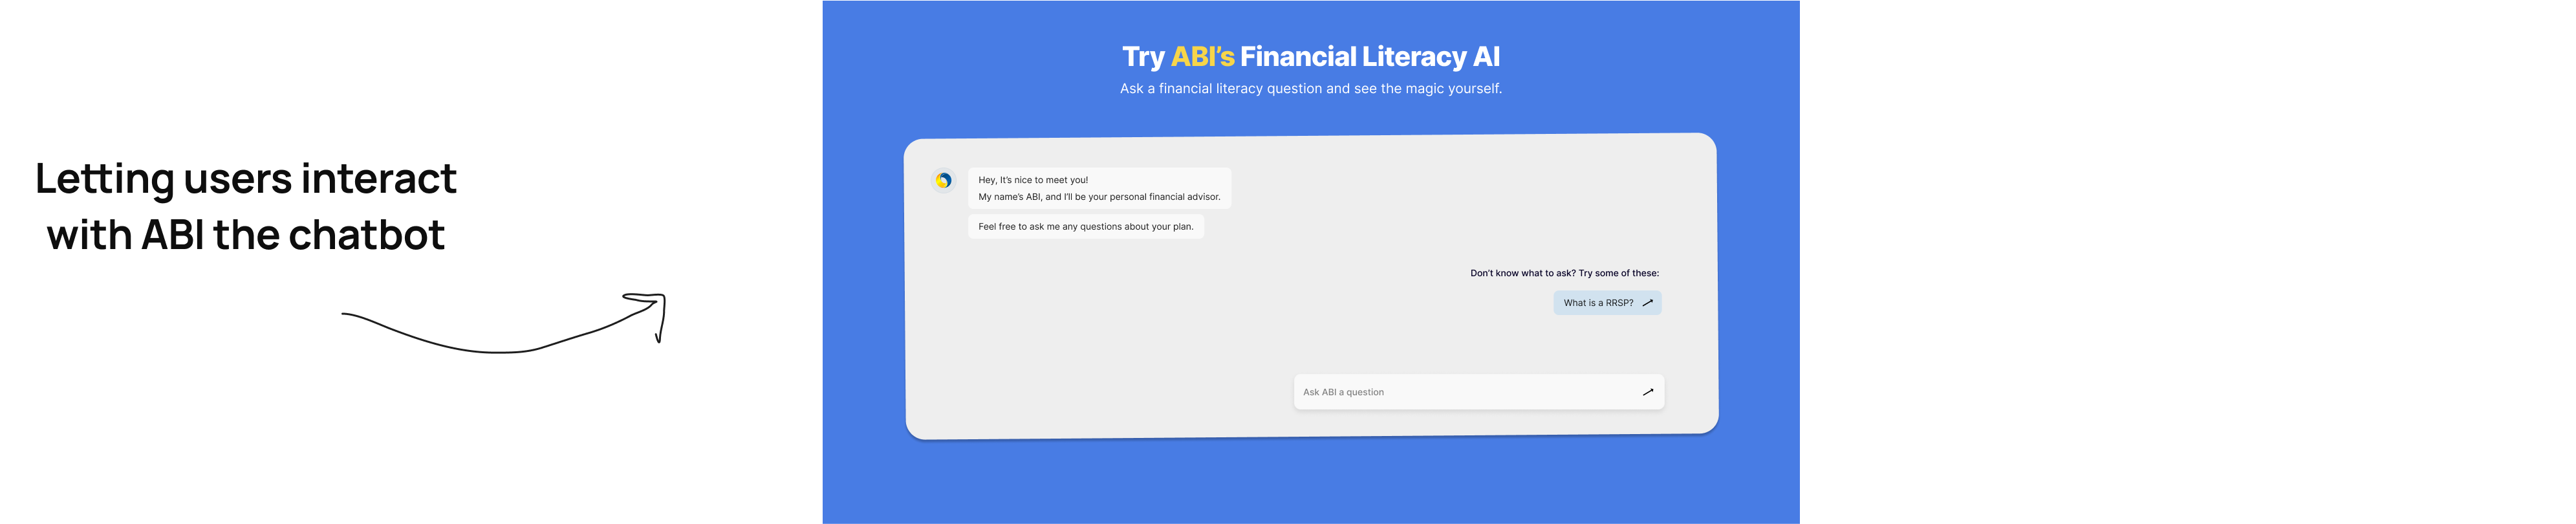 Letting users interact
with ABI the chatbot
Try ABI's Financial Literacy AI
Ask a financial literacy question and see the magic yourself.
Hey, It's nice to meet you!
My name's ABI, and I'll be your personal financial advisor.
Feel free to ask me any questions about your plan.
Don't know what to ask? Try some of these:
What is a RRSP?
Ask ABI a question